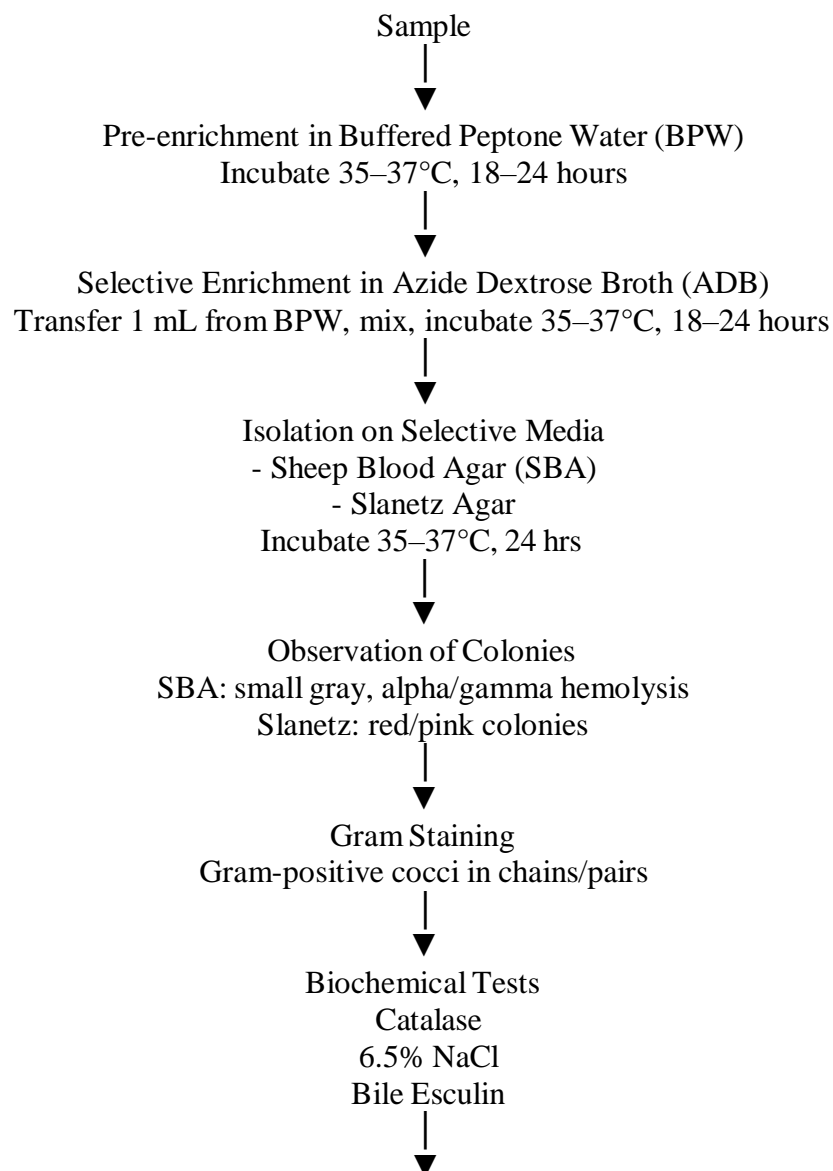 Sample
Pre-enrichment in Buffered Peptone Water (BPW)
Incubate 35–37°C, 18–24 hours
Selective Enrichment in Azide Dextrose Broth (ADB)
Transfer 1 mL from BPW, mix, incubate 35–37°C, 18–24 hours
Isolation on Selective Media
- Sheep Blood Agar (SBA)
- Slanetz Agar
Incubate 35–37°C, 24 hrs
Observation of Colonies
SBA: small gray, alpha/gamma hemolysis
Slanetz: red/pink colonies
Gram Staining
Gram-positive cocci in chains/pairs
Biochemical Tests
Catalase
6.5% NaCl
Bile Esculin